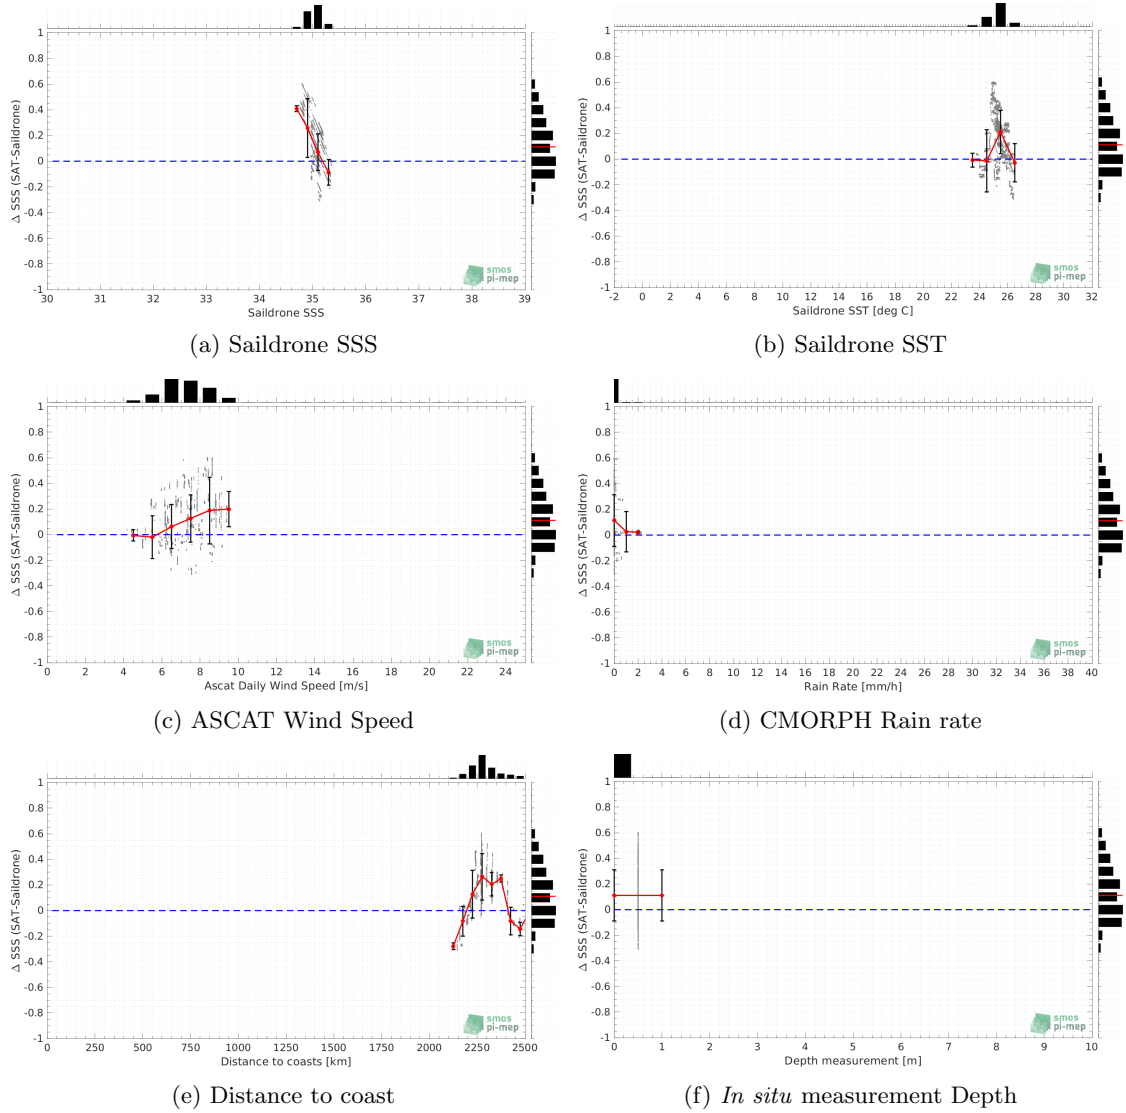 1
0.8
0.6
0.4
0.2
0
-0.2
-0.4
-0.6
-0.8
-1
Δ SSS (SAT-Saildrone)
30 31 32 33 34 35 36 37 38 39
Saildrone SSS
smos
pi-mep
(a) Saildrone SSS
1
0.8
0.6
0.4
0.2
0
-0.2
-0.4
-0.6
-0.8
-1
Δ SSS (SAT-Saildrone)
-2 0 2 4 6 8 10 12 14 16 18 20 22 24 26 28 30 32
Saildrone SST [deg C]
smos
pi-mep
(b) Saildrone SST
1
0.8
0.6
0.4
0.2
0
-0.2
-0.4
-0.6
-0.8
-1
Δ SSS (SAT-Saildrone)
0 2 4 6 8 10 12 14 16 18 20 22 24
Ascat Daily Wind Speed [m/s]
smos
pi-mep
(c) ASCAT Wind Speed
1
0.8
0.6
0.4
0.2
0
-0.2
-0.4
-0.6
-0.8
-1
Δ SSS (SAT-Saildrone)
0 2 4 6 8 10 12 14 16 18 20 22 24 26 28 30 32 34 36 38 40
Rain Rate [mm/h]
smos
pi-mep
(d) CMORPH Rain rate
1
0.8
0.6
0.4
0.2
0
-0.2
-0.4
-0.6
-0.8
-1
Δ SSS (SAT-Saildrone)
0 250 500 750 1000 1250 1500 1750 2000 2250 2500
Distance to coasts [km]
smos
pi-mep
(e) Distance to coast
1
0.8
0.6
0.4
0.2
0
-0.2
-0.4
-0.6
-0.8
-1
Δ SSS (SAT-Saildrone)
0 1 2 3 4 5 6 7 8 9 10
Depth measurement [m]
smos
pi-mep
(f) In situ measurement Depth